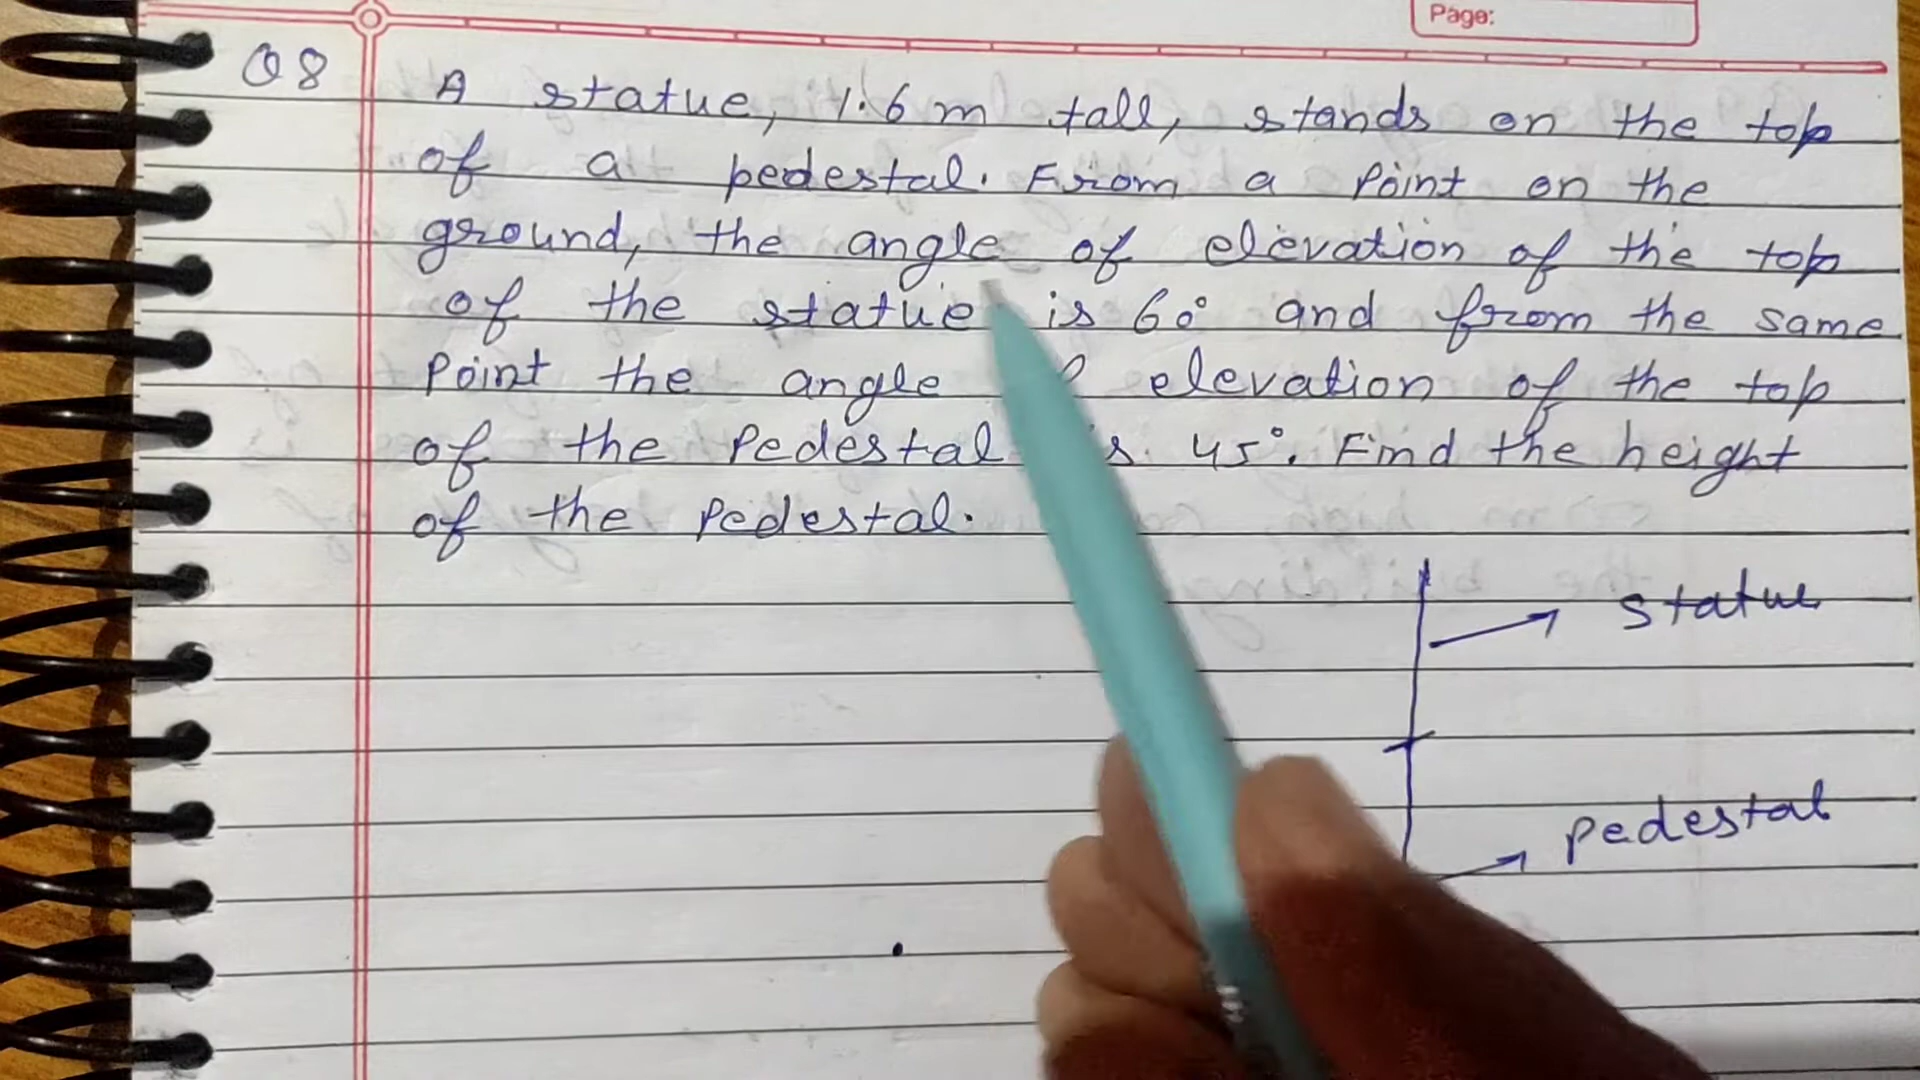 Page:
Q8 A statue, 1.6 m tall, stands on the top
of a pedestal. From a point on the
ground, the angle of elevation of the top
of the statue is 60° and from the same
Point the angle elevation of the top
of the Pedestal 45°. Find the height
of the Pedestal.
statue
pedestal